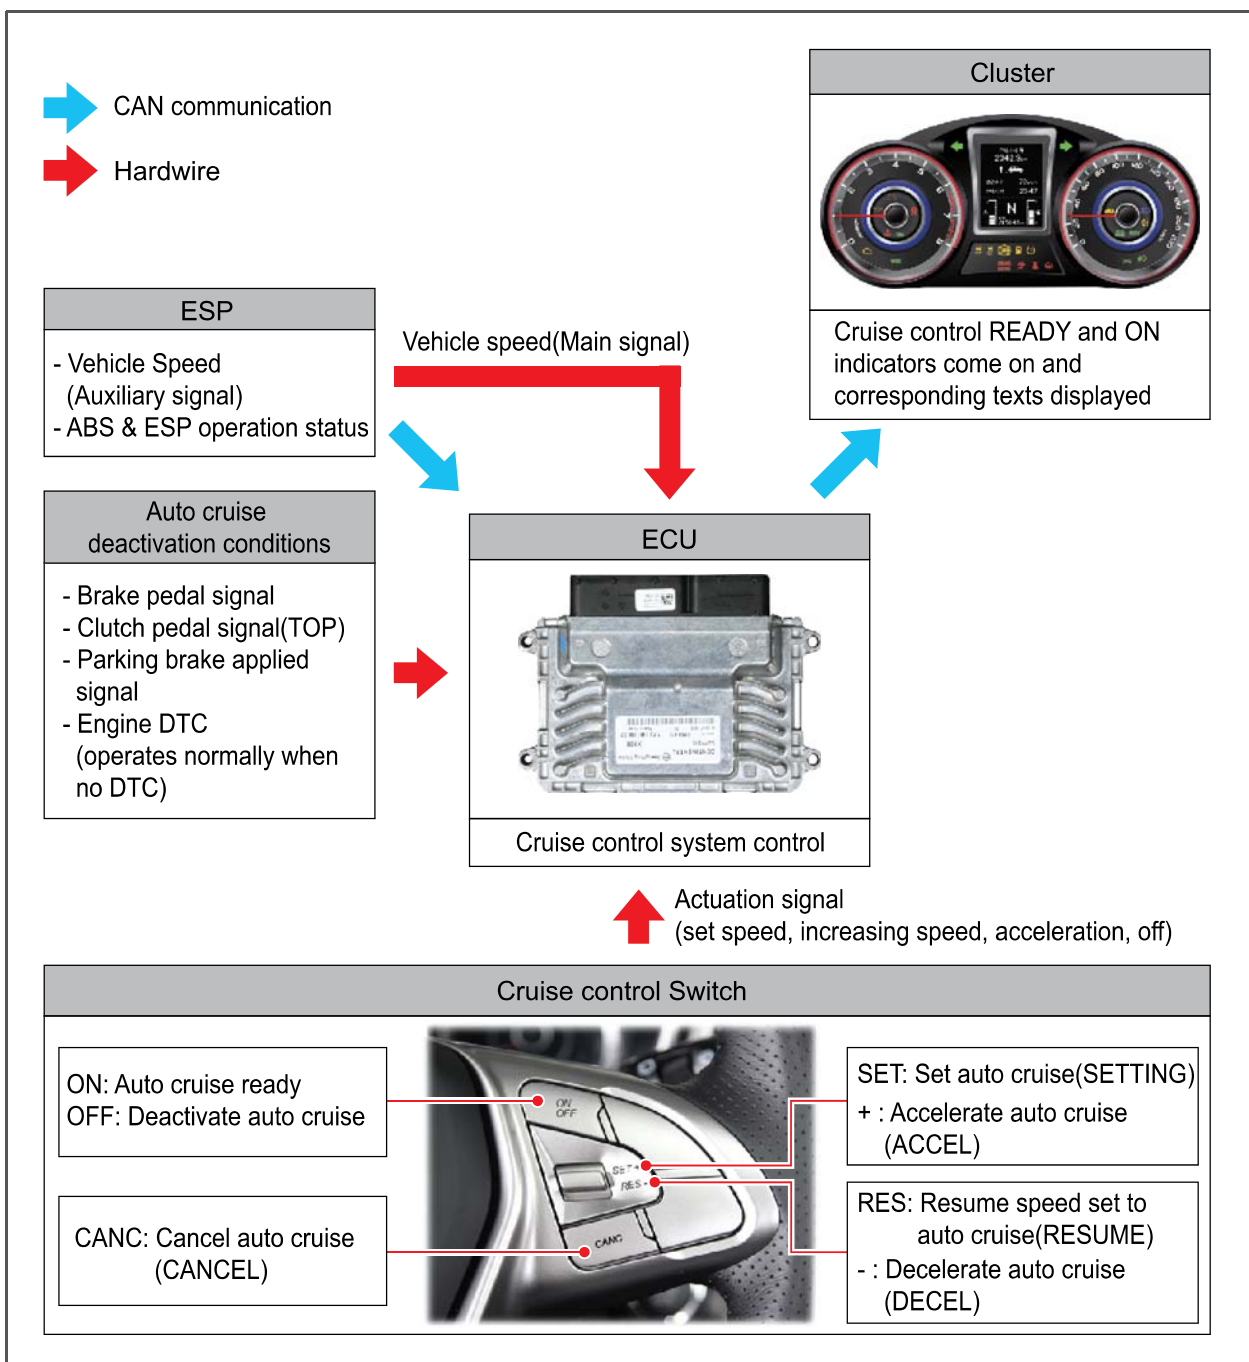 CAN communication
Hardwire
Cluster
Cruise control READY and ON
indicators come on and
corresponding texts displayed
ESP
- Vehicle Speed
(Auxiliary signal)
- ABS & ESP operation status
Vehicle speed(Main signal)
Auto cruise
deactivation conditions
- Brake pedal signal
- Clutch pedal signal(TOP)
- Parking brake applied
signal
- Engine DTC
(operates normally when
no DTC)
ECU
Cruise control system control
Actuation signal
(set speed, increasing speed, acceleration, off)
Cruise control Switch
ON: Auto cruise ready
OFF: Deactivate auto cruise
CANC: Cancel auto cruise
(CANCEL)
ON
OFF
SET +
RES -
CANC
SET: Set auto cruise(SETTING)
+ : Accelerate auto cruise
(ACCEL)
RES: Resume speed set to
auto cruise(RESUME)
- : Decelerate auto cruise
(DECEL)